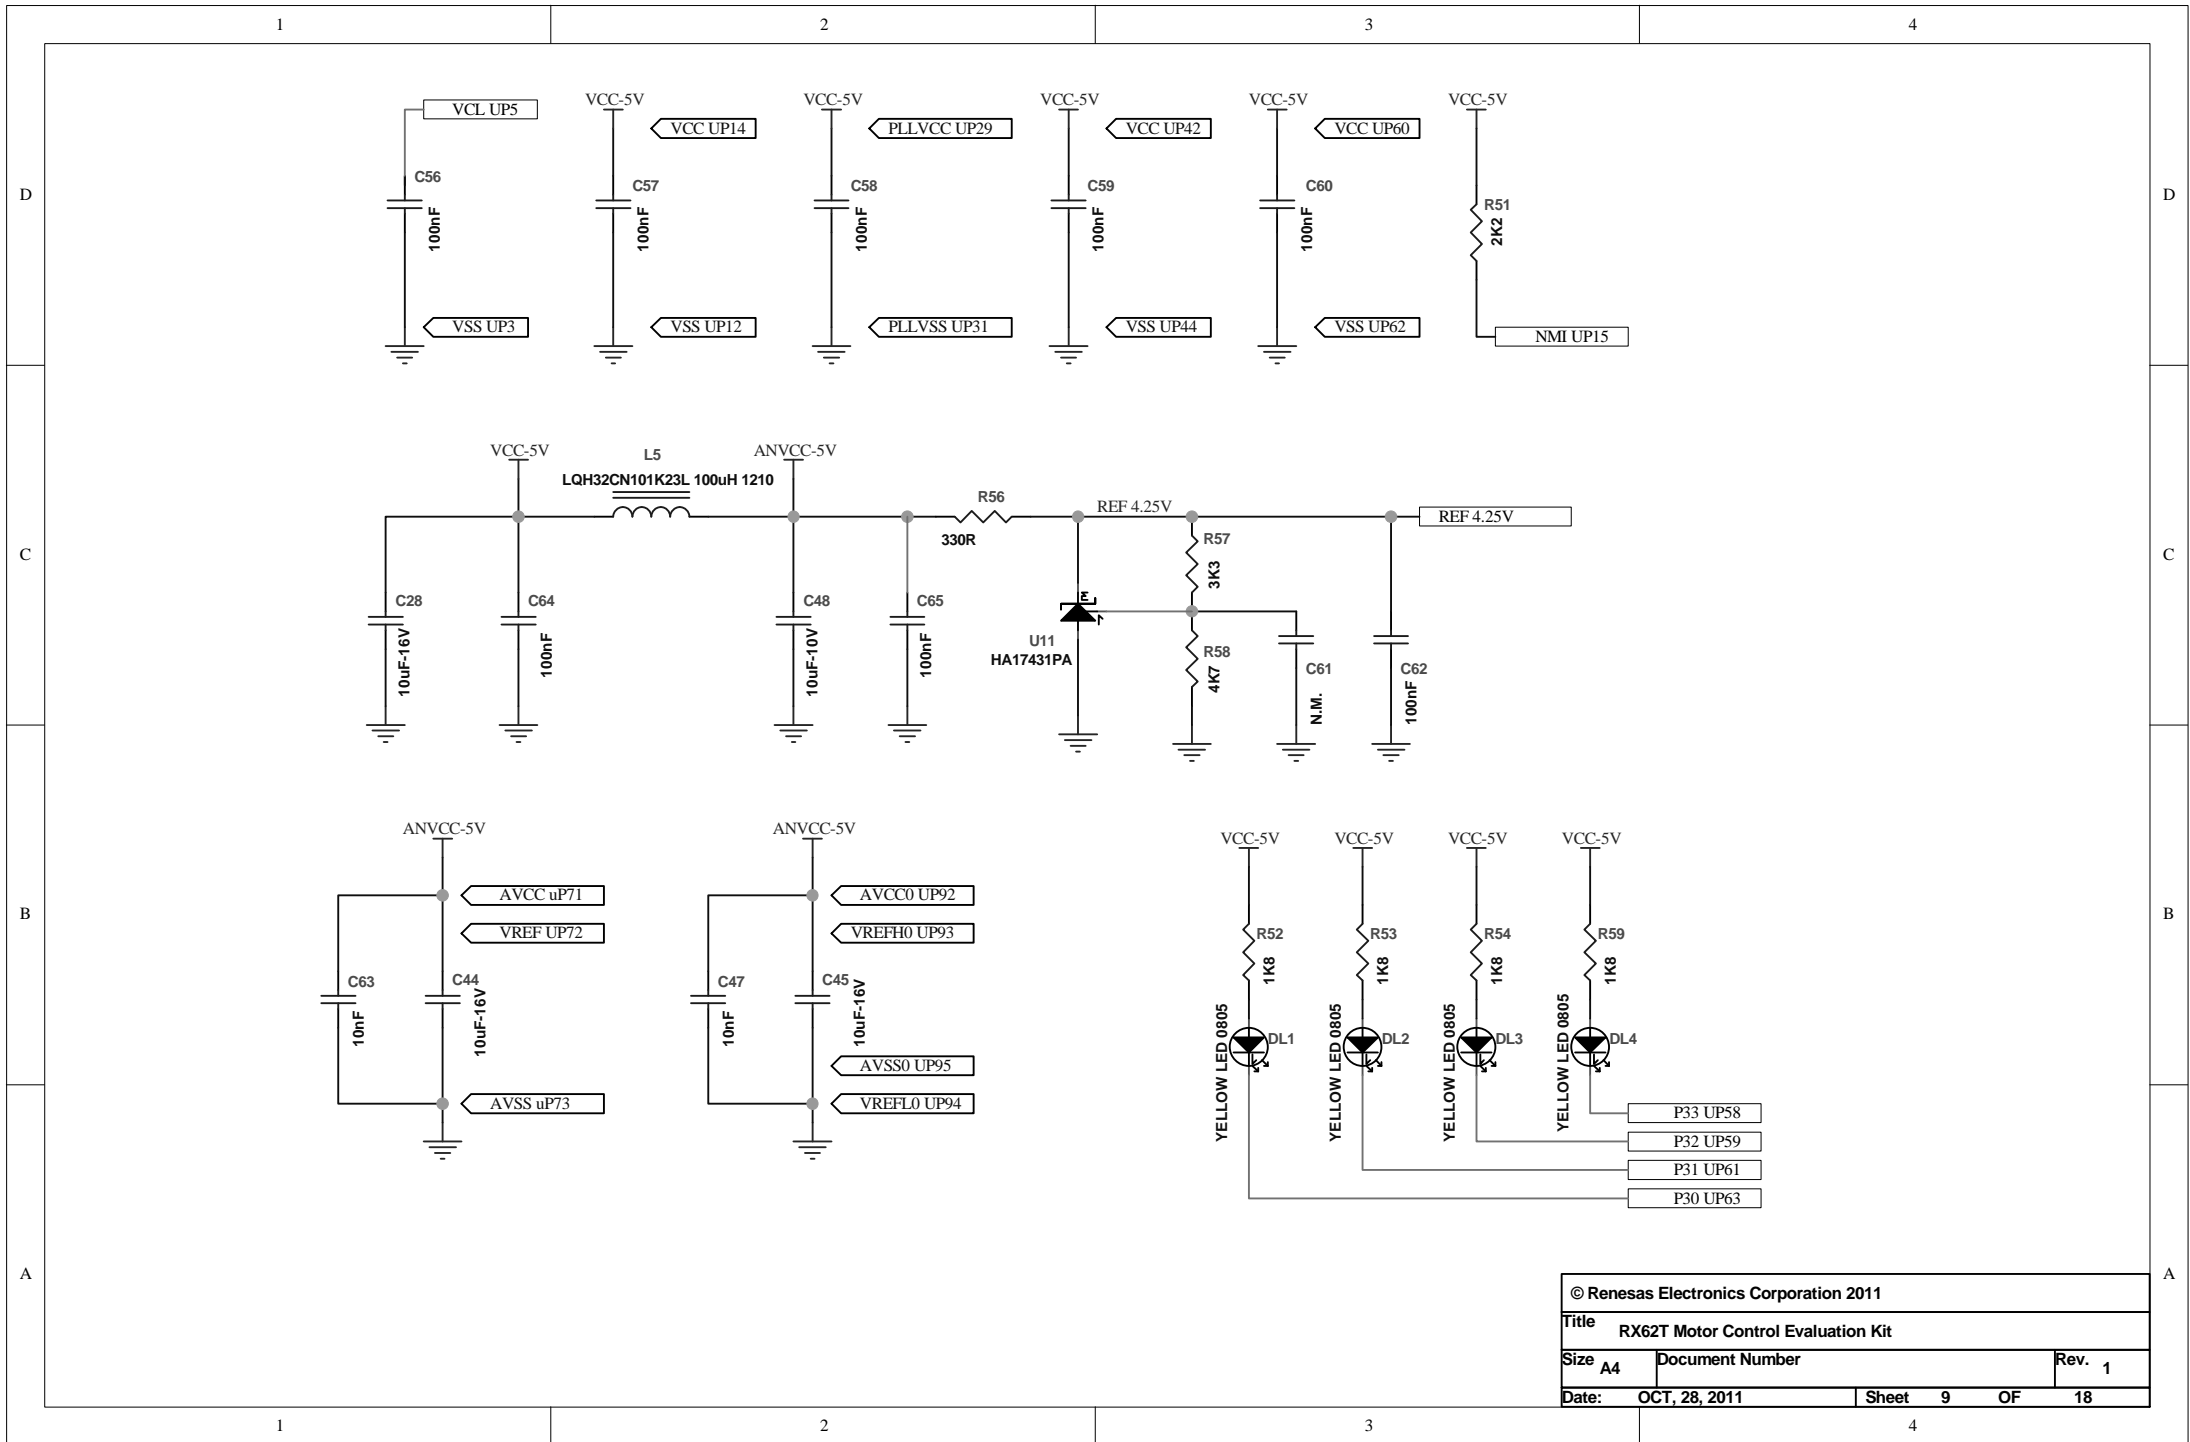 1 2 3 4
D D
VCL UP5
C56
100nF
VSS UP3
VCC-5V
VCC UP14
C57
100nF
VSS UP12
VCC-5V
PLLVCC UP29
C58
100nF
PLLVSS UP31
VCC-5V
VCC UP42
C59
100nF
VSS UP44
VCC-5V
VCC UP60
C60
100nF
VSS UP62
VCC-5V
R51
2K2
NMI UP15
C C
VCC-5V
L5
LQH32CN101K23L 100uH 1210
ANVCC-5V
R56
330R
REF 4.25V
REF 4.25V
C28
10uF-16V
C64
100nF
C48
10uF-10V
C65
100nF
3
1
U11
HA17431PA
R57
3K3
R58
4K7
C61
N.M.
C62
100nF
B B
ANVCC-5V
AVCC uP71
VREF UP72
C63
10nF
C44
10uF-16V
AVSS uP73
ANVCC-5V
AVCC0 UP92
VREFH0 UP93
C47
10nF
C45
10uF-16V
AVSS0 UP95
VREFL0 UP94
VCC-5V
R52
1K8
YELLOW LED 0805
DL1
VCC-5V
R53
1K8
YELLOW LED 0805
DL2
VCC-5V
R54
1K8
YELLOW LED 0805
DL3
VCC-5V
R59
1K8
YELLOW LED 0805
DL4
P33 UP58
P32 UP59
P31 UP61
P30 UP63
A A
© Renesas Electronics Corporation 2011
Title RX62T Motor Control Evaluation Kit
Size A4 Document Number Rev. 1
Date: OCT, 28, 2011 Sheet 9 OF 18
1 2 3 4